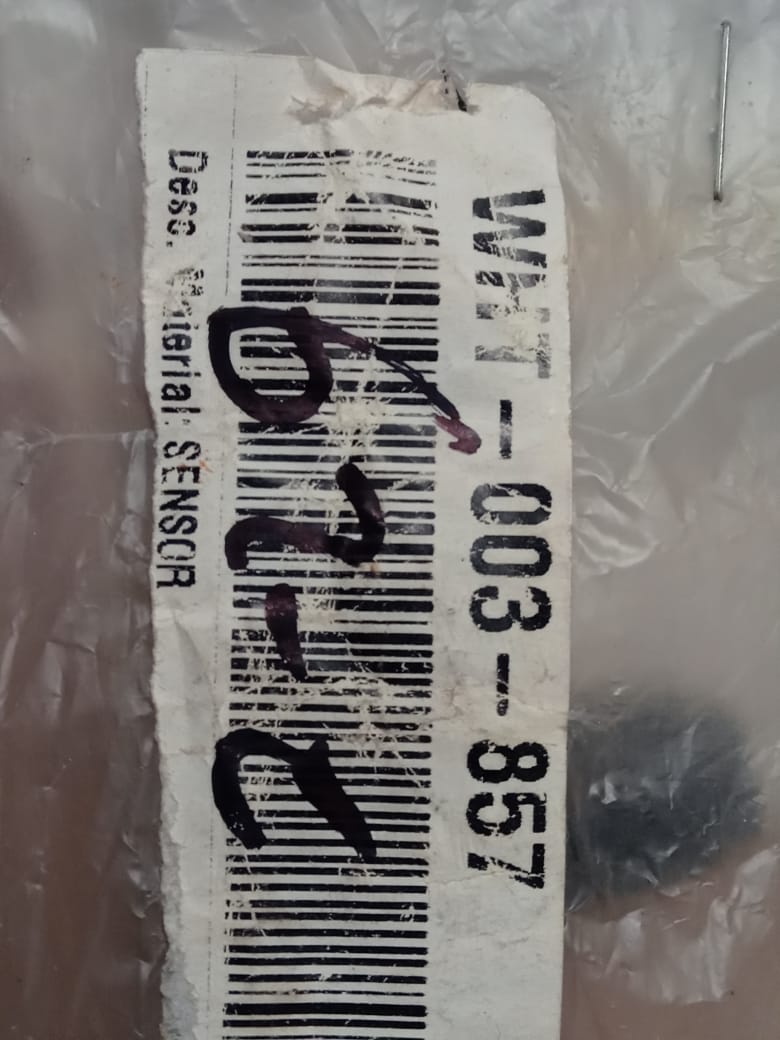 WHT-003-857
Desc. Material: SENSOR